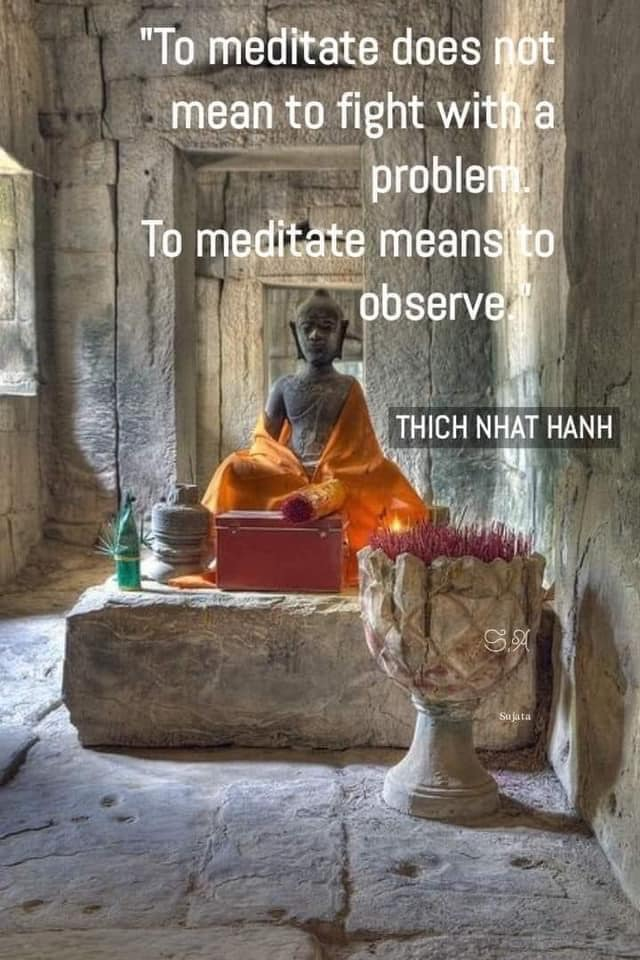 "To meditate does not
mean to fight with a
problem.
To meditate means to
observe."
THICH NHAT HANH
S,A
Sujata